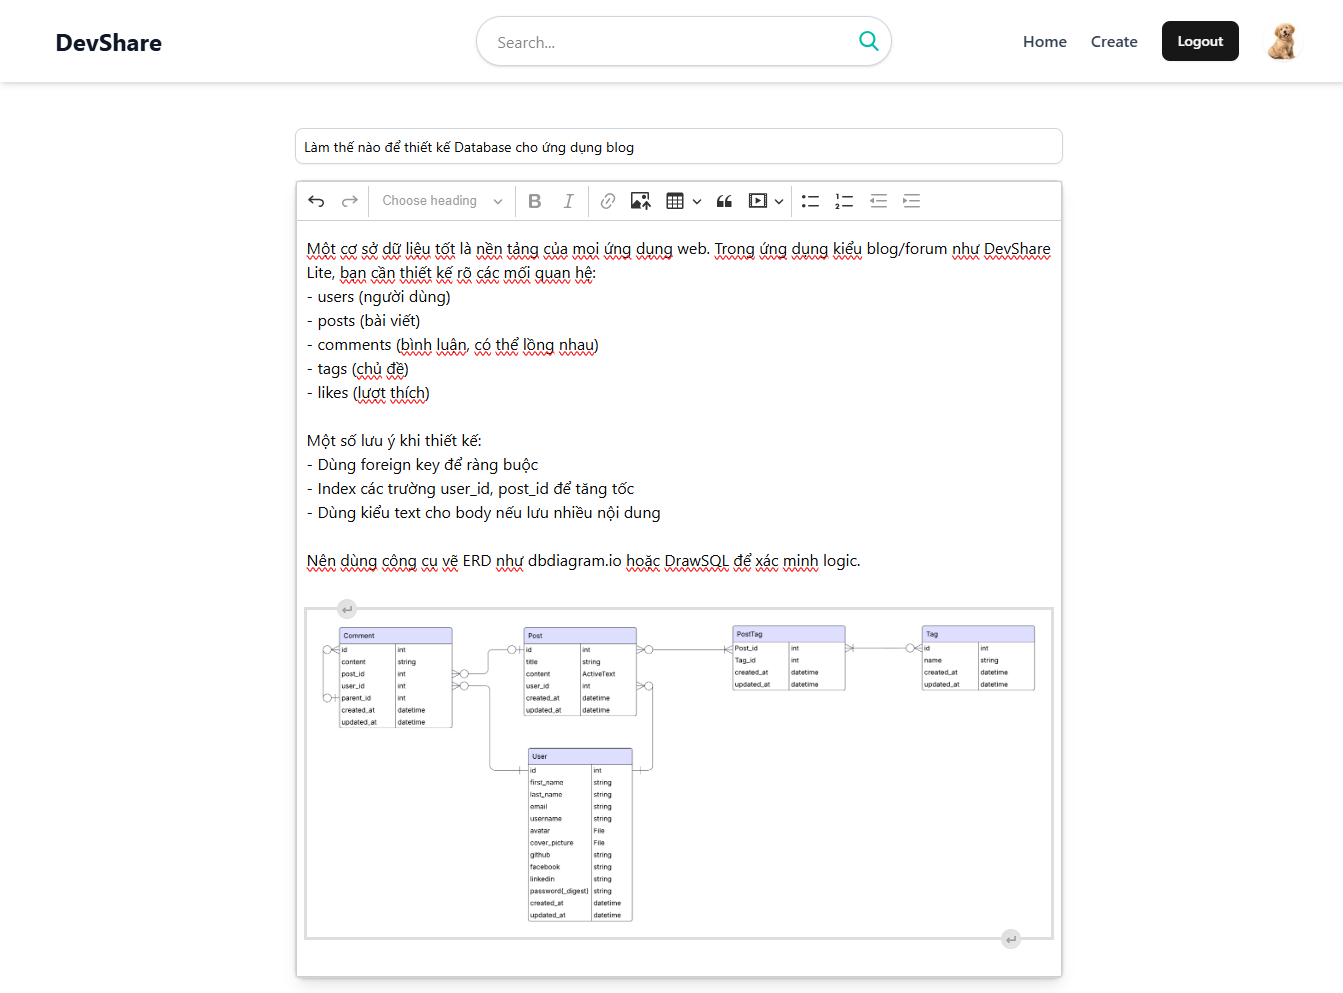 DevShare
Search...
Home
Create
Logout
Làm thế nào để thiết kế Database cho ứng dụng blog
Choose heading
Một cơ sở dữ liệu tốt là nền tảng của mọi ứng dụng web. Trong ứng dụng kiểu blog/forum như DevShare
Lite, bạn cần thiết kế rõ các mối quan hệ:
- users (người dùng)
- posts (bài viết)
- comments (bình luận, có thể lồng nhau)
- tags (chủ đề)
- likes (lượt thích)
Một số lưu ý khi thiết kế:
- Dùng foreign key để ràng buộc
- Index các trường user_id, post_id để tăng tốc
- Dùng kiểu text cho body nếu lưu nhiều nội dung
Nên dùng công cụ vẽ ERD như dbdiagram.io hoặc DrawSQL để xác minh logic.
Comment
id int
content string
post_id int
user_id int
parent_id int
created_at datetime
updated_at datetime
Post
id int
title string
content ActiveText
user_id int
created_at datetime
updated_at datetime
PostTag
Post_id int
Tag_id int
created_at datetime
updated_at datetime
Tag
id int
name string
created_at datetime
updated_at datetime
User
id int
first_name string
last_name string
email string
username string
avatar File
cover_picture File
github string
facebook string
linkedin string
password(_digest) string
created_at datetime
updated_at datetime